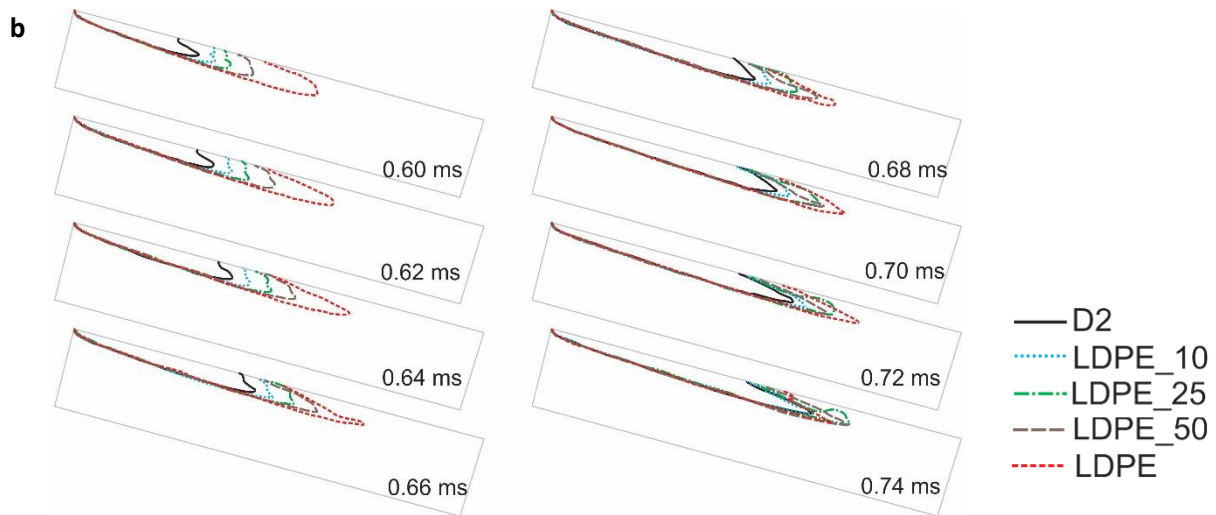 b
0.60 ms
0.62 ms
0.64 ms
0.66 ms
0.68 ms
0.70 ms
0.72 ms
0.74 ms
D2
LDPE_10
LDPE_25
LDPE_50
LDPE